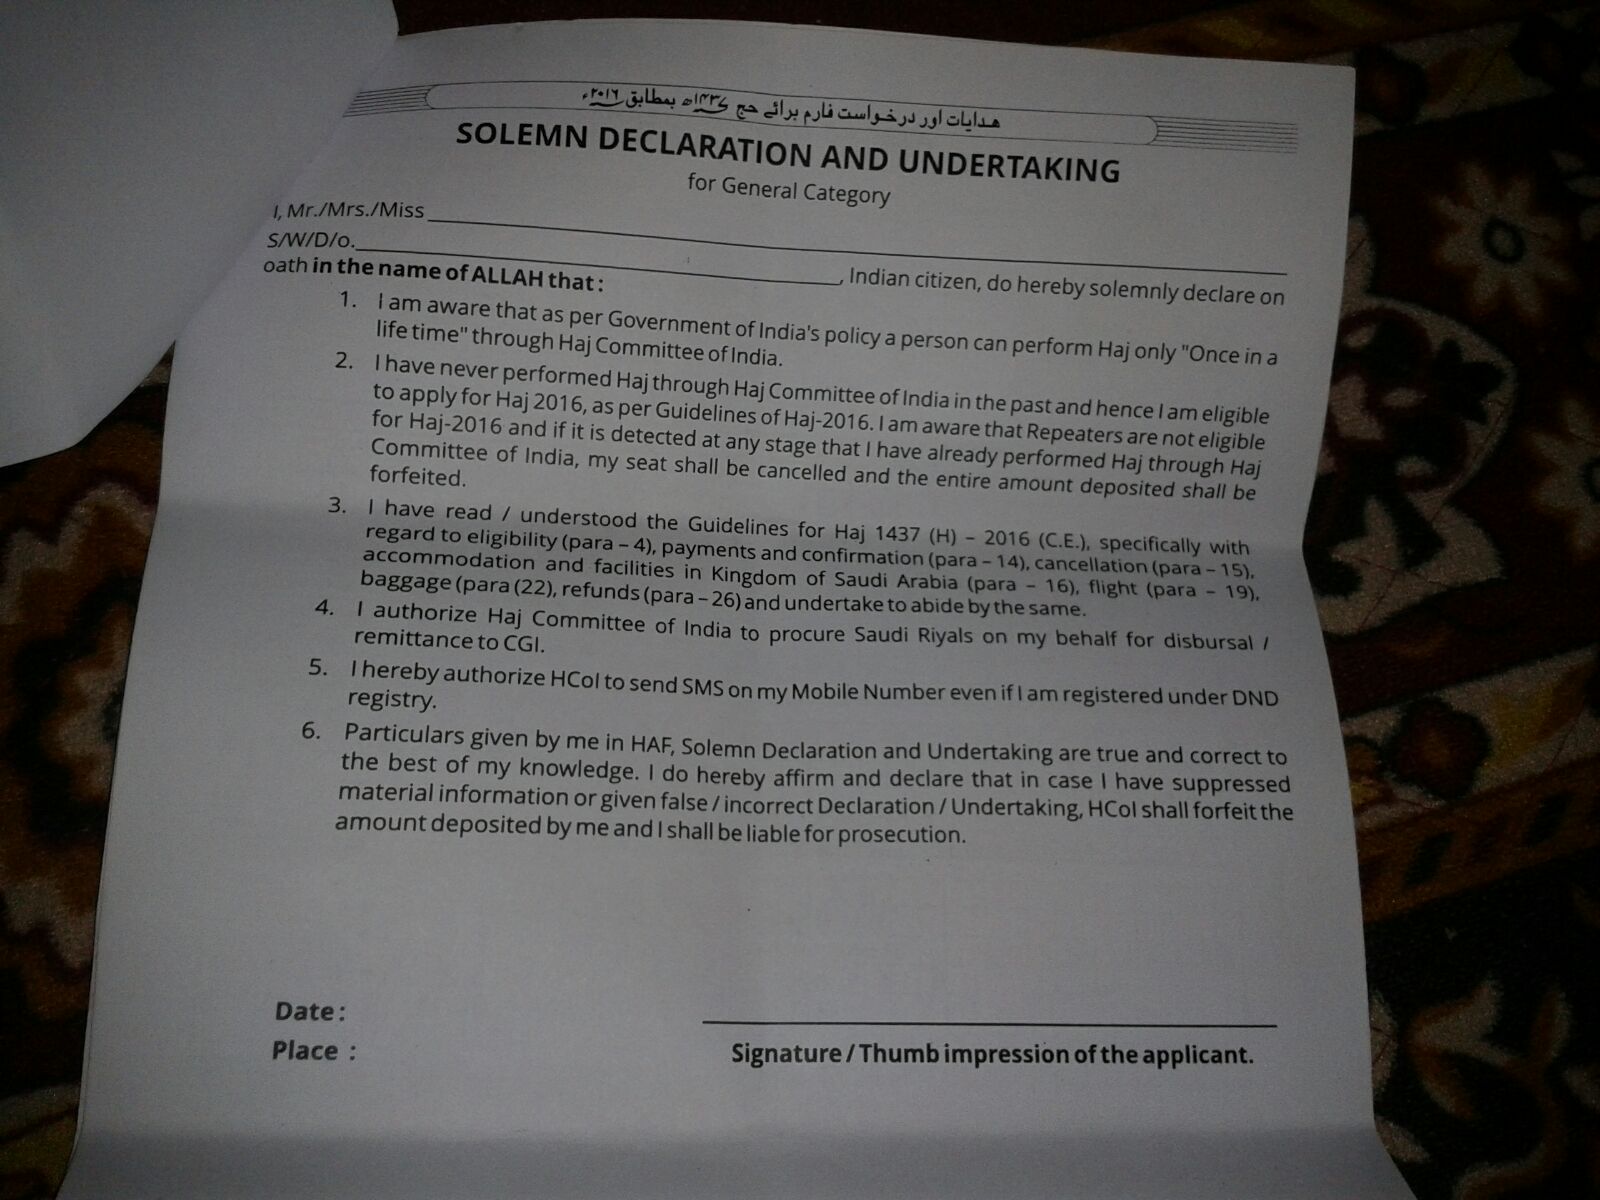 ہدایات اور درخواست فارم برائے حج ۱۴۳۷ھ بمطابق ۲۰۱۶ء
SOLEMN DECLARATION AND UNDERTAKING
for General Category
I, Mr./Mrs./Miss
S/W/D/o. , Indian citizen, do hereby solemnly declare on
oath in the name of ALLAH that :
1. I am aware that as per Government of India's policy a person can perform Haj only "Once in a
life time" through Haj Committee of India.
2. I have never performed Haj through Haj Committee of India in the past and hence I am eligible
to apply for Haj 2016, as per Guidelines of Haj-2016. I am aware that Repeaters are not eligible
for Haj-2016 and if it is detected at any stage that I have already performed Haj through Haj
Committee of India, my seat shall be cancelled and the entire amount deposited shall be
forfeited.
3. I have read / understood the Guidelines for Haj 1437 (H) – 2016 (C.E.), specifically with
regard to eligibility (para – 4), payments and confirmation (para – 14), cancellation (para – 15),
accommodation and facilities in Kingdom of Saudi Arabia (para – 16), flight (para – 19),
baggage (para (22), refunds (para – 26) and undertake to abide by the same.
4. I authorize Haj Committee of India to procure Saudi Riyals on my behalf for disbursal /
remittance to CGI.
5. I hereby authorize HCoI to send SMS on my Mobile Number even if I am registered under DND
registry.
6. Particulars given by me in HAF, Solemn Declaration and Undertaking are true and correct to
the best of my knowledge. I do hereby affirm and declare that in case I have suppressed
material information or given false / incorrect Declaration / Undertaking, HCoI shall forfeit the
amount deposited by me and I shall be liable for prosecution.
Date :
Place :
Signature / Thumb impression of the applicant.